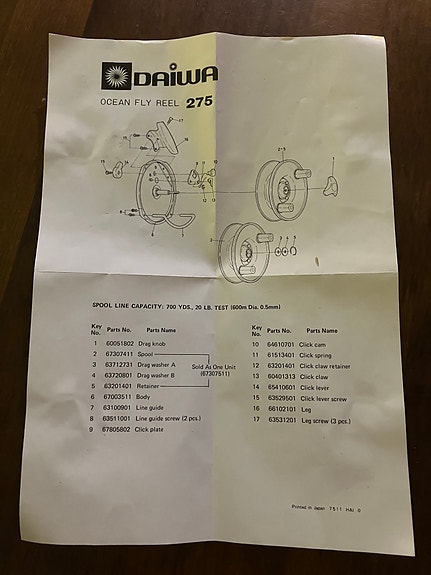 DAIWA
OCEAN FLY REEL 275
SPOOL LINE CAPACITY: 700 YDS., 20 LB. TEST (600m Dia. 0.5mm)
Key No. Parts No. Parts Name
1 60051802 Drag knob
2 67307411 Spool
3 63712731 Drag washer A
4 63720801 Drag washer B
5 63201401 Retainer
Sold As One Unit
(67307511)
6 67003511 Body
7 63100901 Line guide
8 63511001 Line guide screw (2 pcs.)
9 67805802 Click plate
Key No. Parts No. Parts Name
10 64610701 Click cam
11 61513401 Click spring
12 63201401 Click claw retainer
13 60401313 Click claw
14 65410601 Click lever
15 63529501 Click lever screw
16 66102101 Leg
17 63531201 Leg screw (3 pcs.)
Printed in Japan 7511 HAI